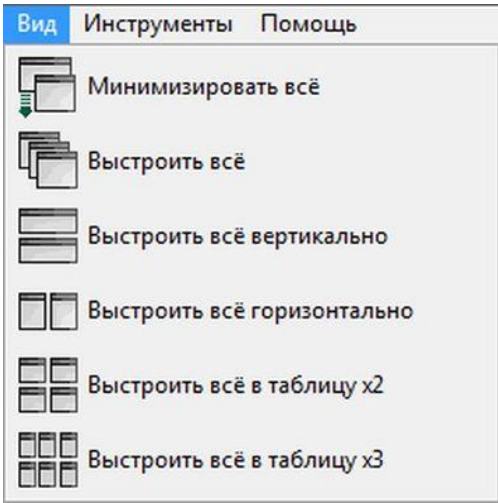 Вид Инструменты Помощь
Минимизировать всё
Выстроить всё
Выстроить всё вертикально
Выстроить всё горизонтально
Выстроить всё в таблицу x2
Выстроить всё в таблицу x3